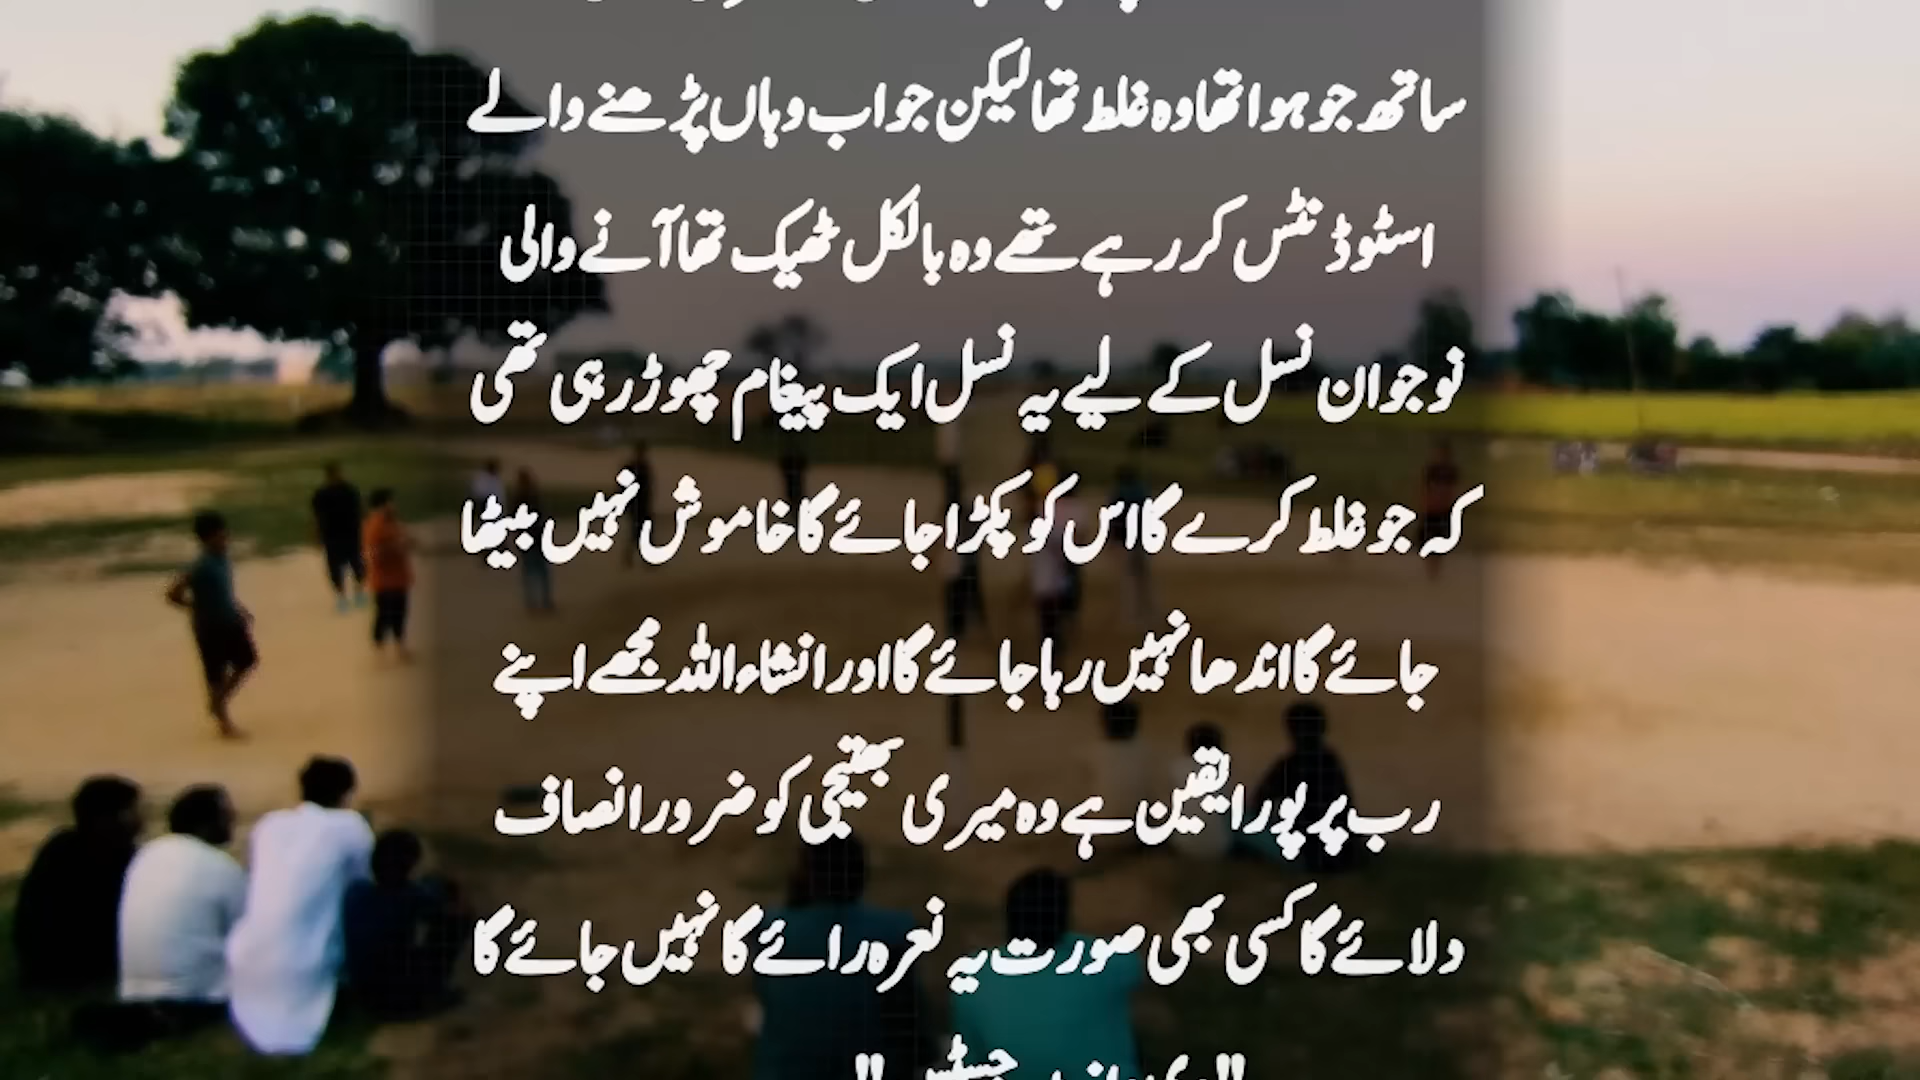 ساتھ جو ہوا تھا وہ غلط تھا لیکن جو اب وہاں پڑھنے والے
اسٹوڈنٹس کر رہے تھے وہ بالکل ٹھیک تھا آنے والی
نوجوان نسل کے لیے یہ نسل ایک پیغام چھوڑ رہی تھی
کہ جو غلط کرے گا اس کو پکڑا جائے گا خاموش نہیں بیٹھا
جائے گا اندھا نہیں رہا جائے گا اور انشاءاللہ مجھے اپنے
رب پر پورا یقین ہے وہ میری بھتیجی کو ضرور انصاف
دلائے گا کسی بھی صورت یہ نعرہ رائے گا نہیں جائے گا